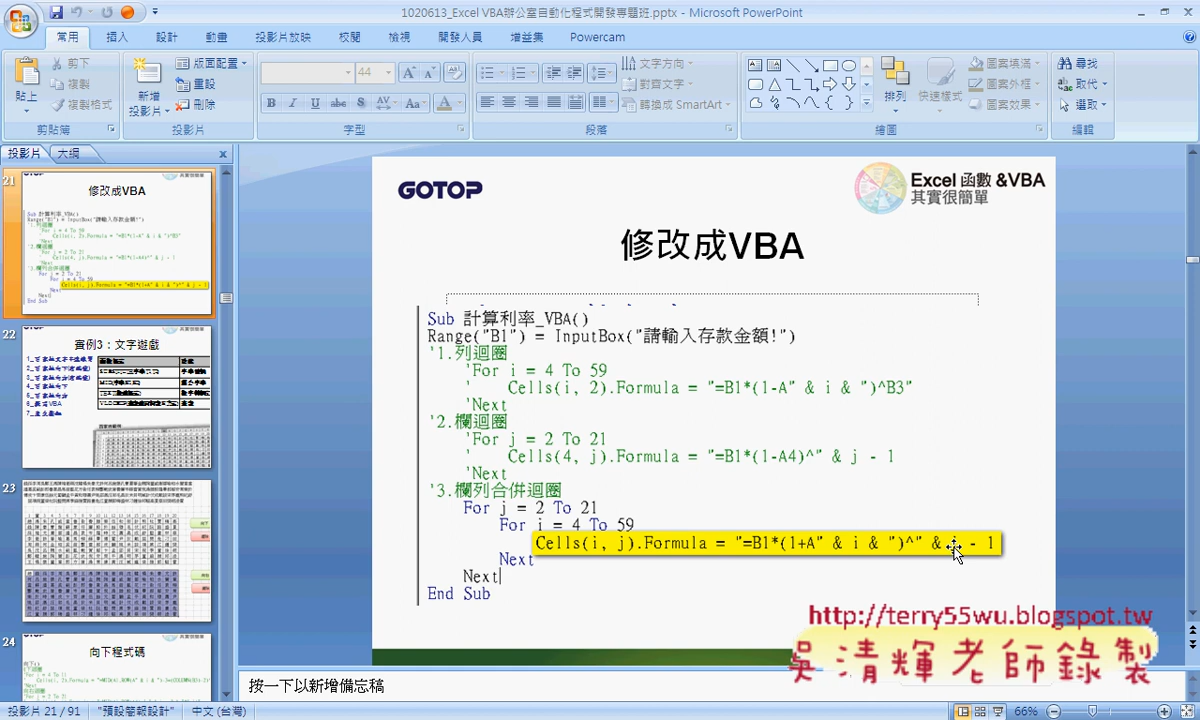 1020613_Excel VBA辦公室自動化程式開發專題班.pptx - Microsoft PowerPoint
常用 插入 設計 動畫 投影片放映 校閱 檢視 開發人員 增益集 Powercam
貼上 剪下 複製 複製格式 剪貼簿
新增投影片 版面配置 重設 刪除 投影片
44 B I U abc S AV Aa A 字型
文字方向 對齊文字 轉換成 SmartArt 段落
排列 快速樣式 圖案填滿 圖案外框 圖案效果 繪圖
尋找 取代 選取 編輯
投影片 大綱
21
修改成VBA
22
實例3：文字遊戲
23
24
向下程式碼
GOTOP
Excel 函數 &VBA
其實很簡單
修改成VBA
Sub 計算利率_VBA()
Range("B1") = InputBox("請輸入存款金額!")
'1.列迴圈
'For i = 4 To 59
'    Cells(i, 2).Formula = "=B1*(1-A" & i & ")^B3"
'Next
'2.欄迴圈
'For j = 2 To 21
'    Cells(4, j).Formula = "=B1*(1-A4)^" & j - 1
'Next
'3.欄列合併迴圈
For j = 2 To 21
For i = 4 To 59
Cells(i, j).Formula = "=B1*(1+A" & i & ")^" & j - 1
Next
Next
End Sub
http://terry55wu.blogspot.tw
吳清輝老師錄製
按一下以新增備忘稿
投影片 21 / 91 "預設簡報設計" 中文 (台灣) 66%